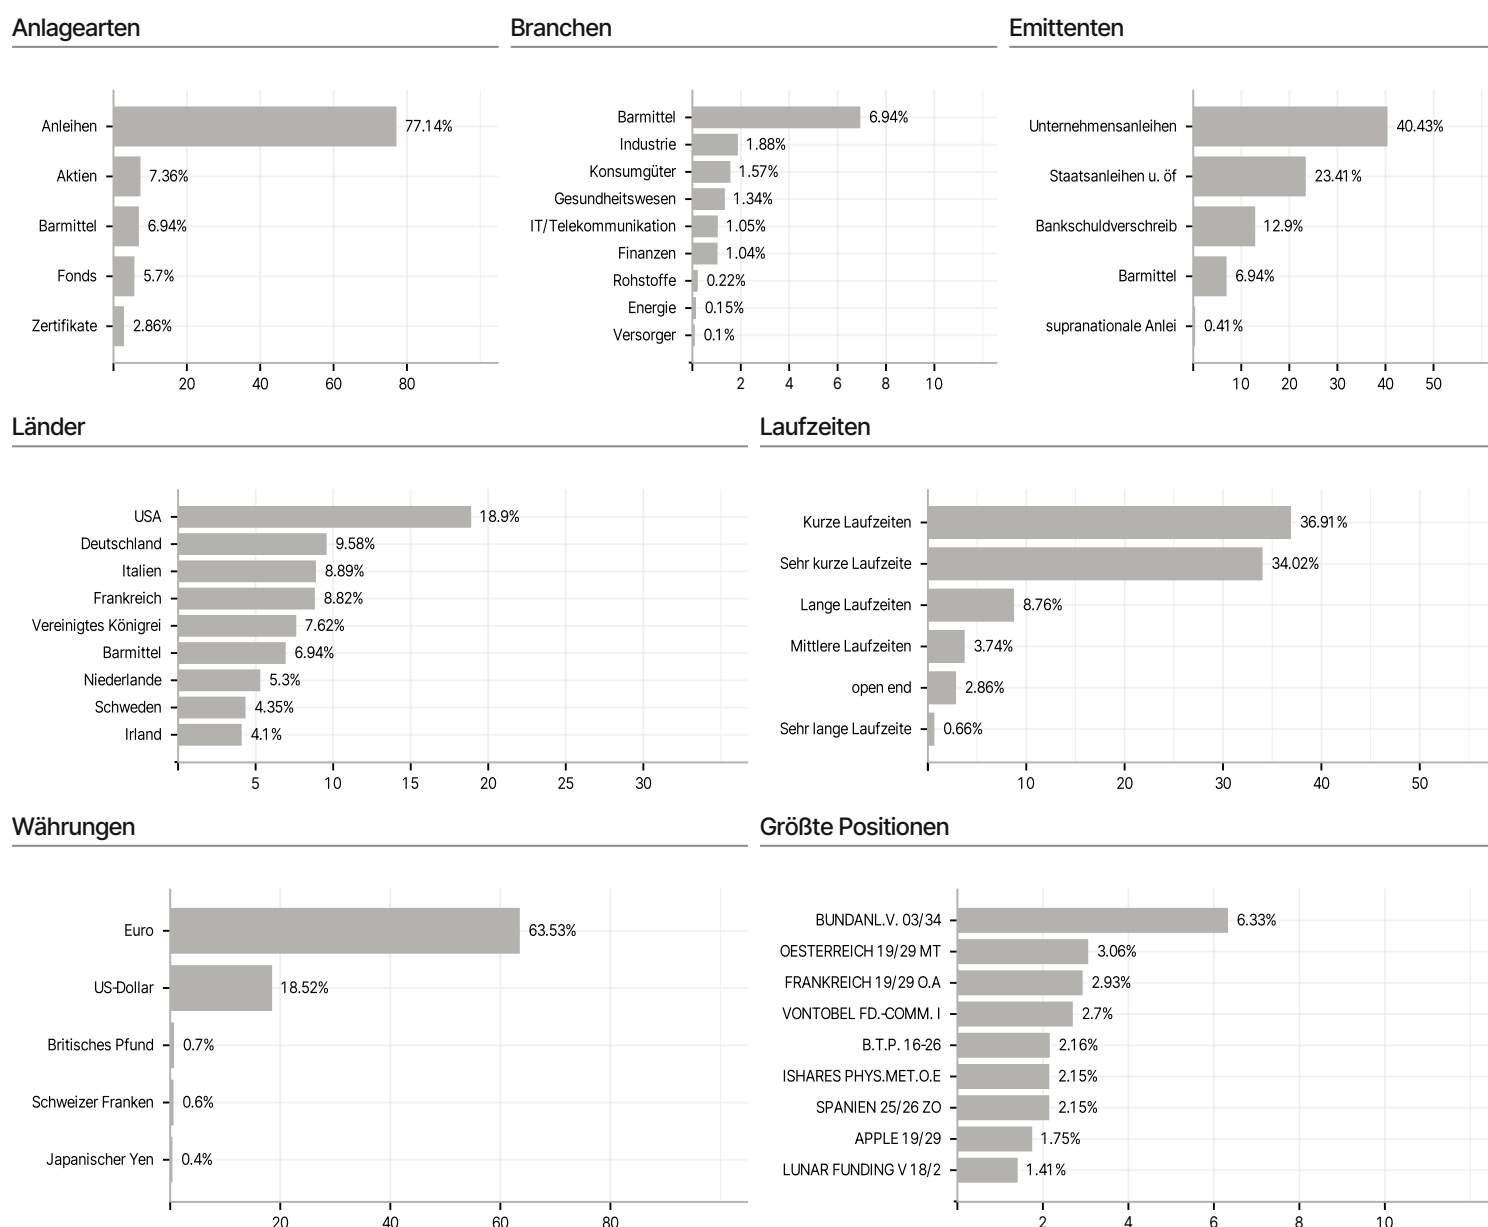 Anlagearten
Anleihen 77.14%
Aktien 7.36%
Barmittel 6.94%
Fonds 5.7%
Zertifikate 2.86%
20 40 60 80
Branchen
Barmittel 6.94%
Industrie 1.88%
Konsumgüter 1.57%
Gesundheitswesen 1.34%
IT/Telekommunikation 1.05%
Finanzen 1.04%
Rohstoffe 0.22%
Energie 0.15%
Versorger 0.1%
2 4 6 8 10
Emittenten
Unternehmensanleihen 40.43%
Staatsanleihen u. öf 23.41%
Bankschuldverschreib 12.9%
Barmittel 6.94%
supranationale Anlei 0.41%
10 20 30 40 50
Länder
USA 18.9%
Deutschland 9.58%
Italien 8.89%
Frankreich 8.82%
Vereinigtes Königrei 7.62%
Barmittel 6.94%
Niederlande 5.3%
Schweden 4.35%
Irland 4.1%
5 10 15 20 25 30
Laufzeiten
Kurze Laufzeiten 36.91%
Sehr kurze Laufzeite 34.02%
Lange Laufzeiten 8.76%
Mittlere Laufzeiten 3.74%
open end 2.86%
Sehr lange Laufzeite 0.66%
10 20 30 40 50
Währungen
Euro 63.53%
US-Dollar 18.52%
Britisches Pfund 0.7%
Schweizer Franken 0.6%
Japanischer Yen 0.4%
20 40 60 80
Größte Positionen
BUNDANL.V. 03/34 6.33%
OESTERREICH 19/29 MT 3.06%
FRANKREICH 19/29 O.A 2.93%
VONTOBEL FD.-COMM. I 2.7%
B.T.P. 16-26 2.16%
ISHARES PHYS.MET.O.E 2.15%
SPANIEN 25/26 ZO 2.15%
APPLE 19/29 1.75%
LUNAR FUNDING V 18/2 1.41%
2 4 6 8 10